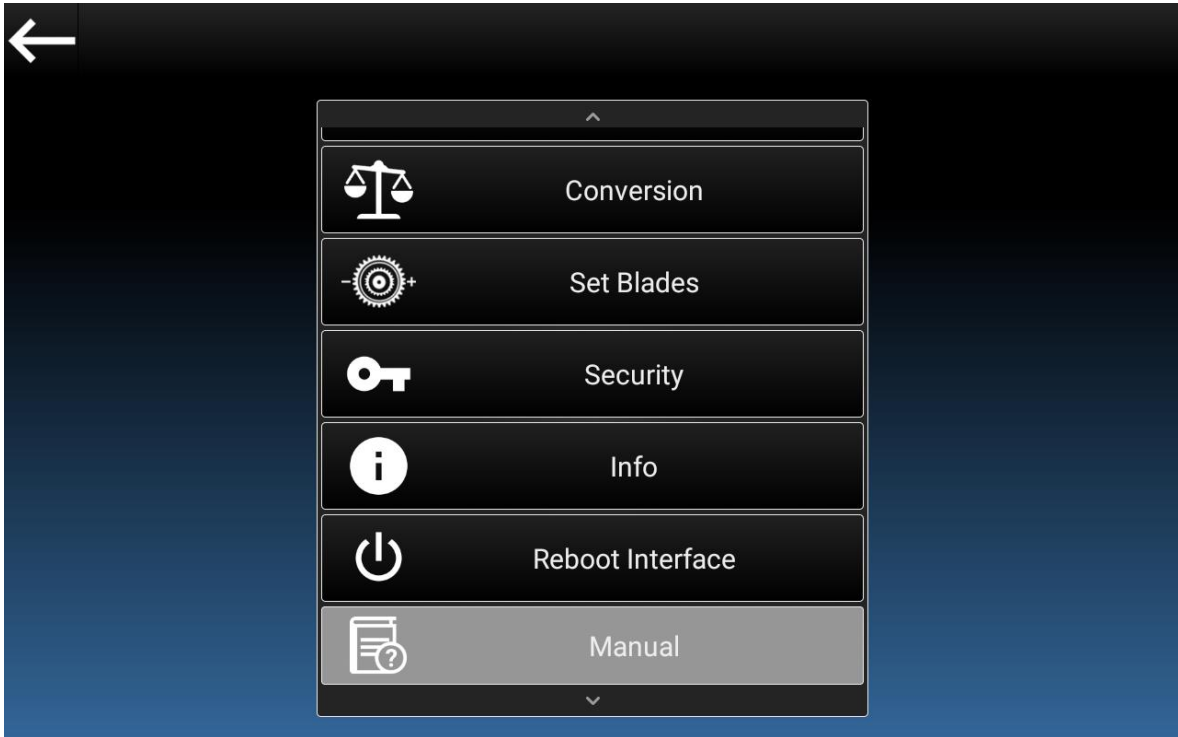 Conversion
Set Blades
Security
Info
Reboot Interface
Manual